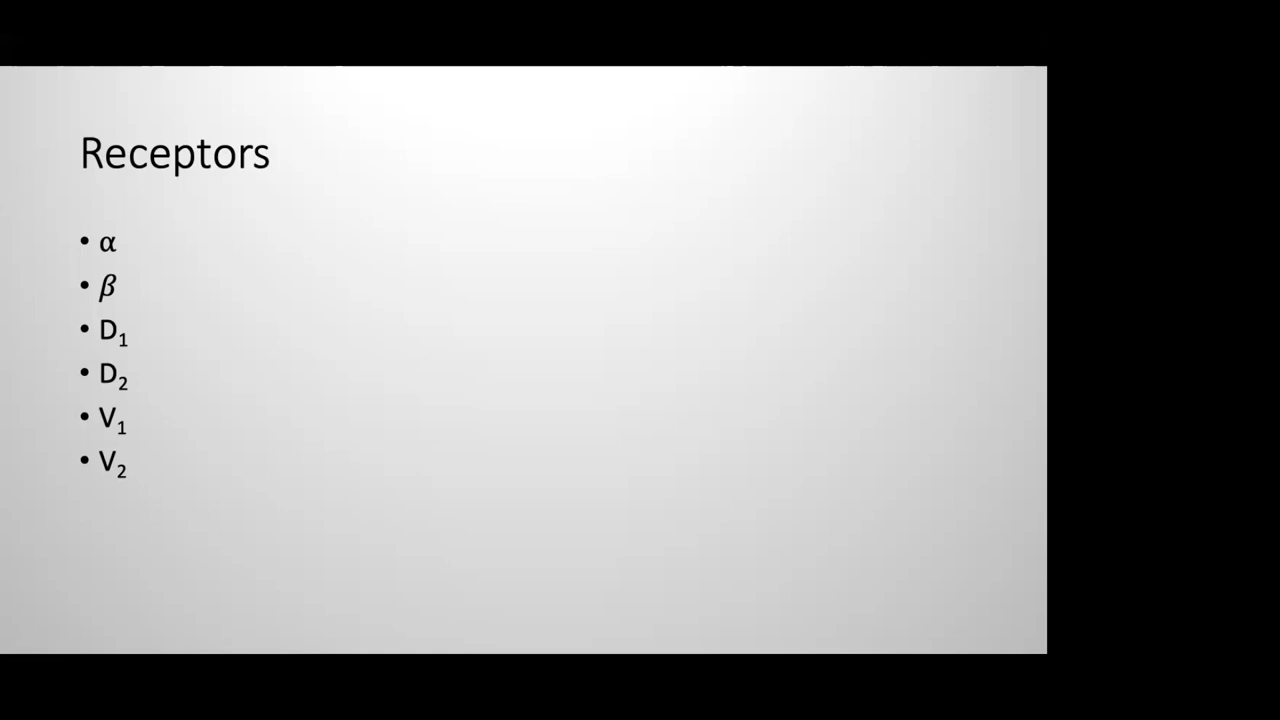 Receptors
• α
• β
• D₁
• D₂
• V₁
• V₂